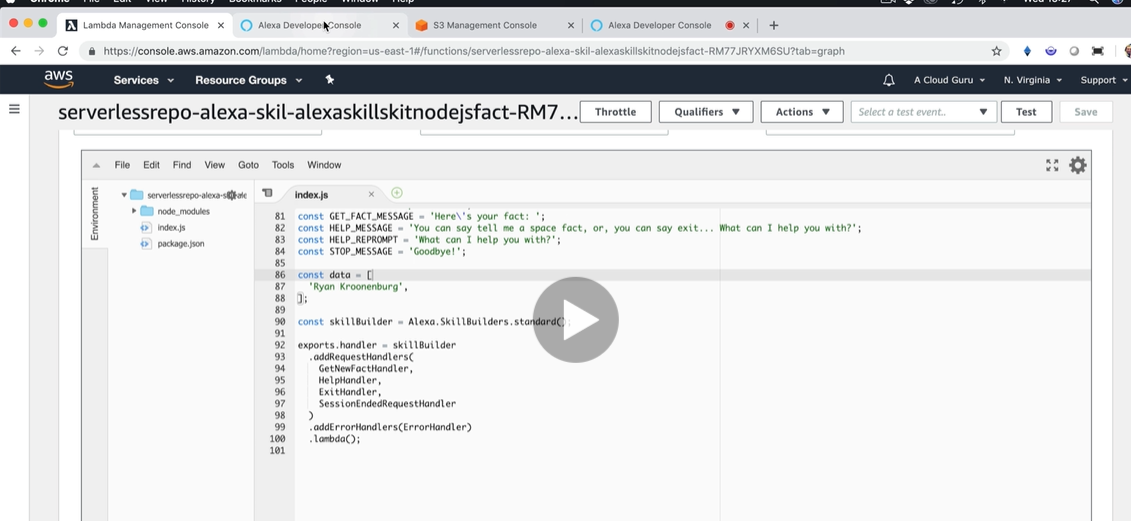 Lambda Management Console
Alexa Developer Console
S3 Management Console
Alexa Developer Console
https://console.aws.amazon.com/lambda/home?region=us-east-1#/functions/serverlessrepo-alexa-skil-alexaskillskitnodejsfact-RM77JRYXM6SU?tab=graph
aws Services Resource Groups A Cloud Guru N. Virginia Support
serverlessrepo-alexa-skil-alexaskillskitnodejsfact-RM7... Throttle Qualifiers Actions Select a test event.. Test Save
File Edit Find View Goto Tools Window
Environment
node_modules
index.js
package.json
index.js
81 const GET_FACT_MESSAGE = 'Here\'s your fact: ';
82 const HELP_MESSAGE = 'You can say tell me a space fact, or, you can say exit... What can I help you with?';
83 const HELP_REPROMPT = 'What can I help you with?';
84 const STOP_MESSAGE = 'Goodbye!';
85
86 const data = [
87 'Ryan Kroonenburg',
88 ];
89
90 const skillBuilder = Alexa.SkillBuilders.standard();
91
92 exports.handler = skillBuilder
93 .addRequestHandlers(
94 GetNewFactHandler,
95 HelpHandler,
96 ExitHandler,
97 SessionEndedRequestHandler
98 )
99 .addErrorHandlers(ErrorHandler)
100 .lambda();
101